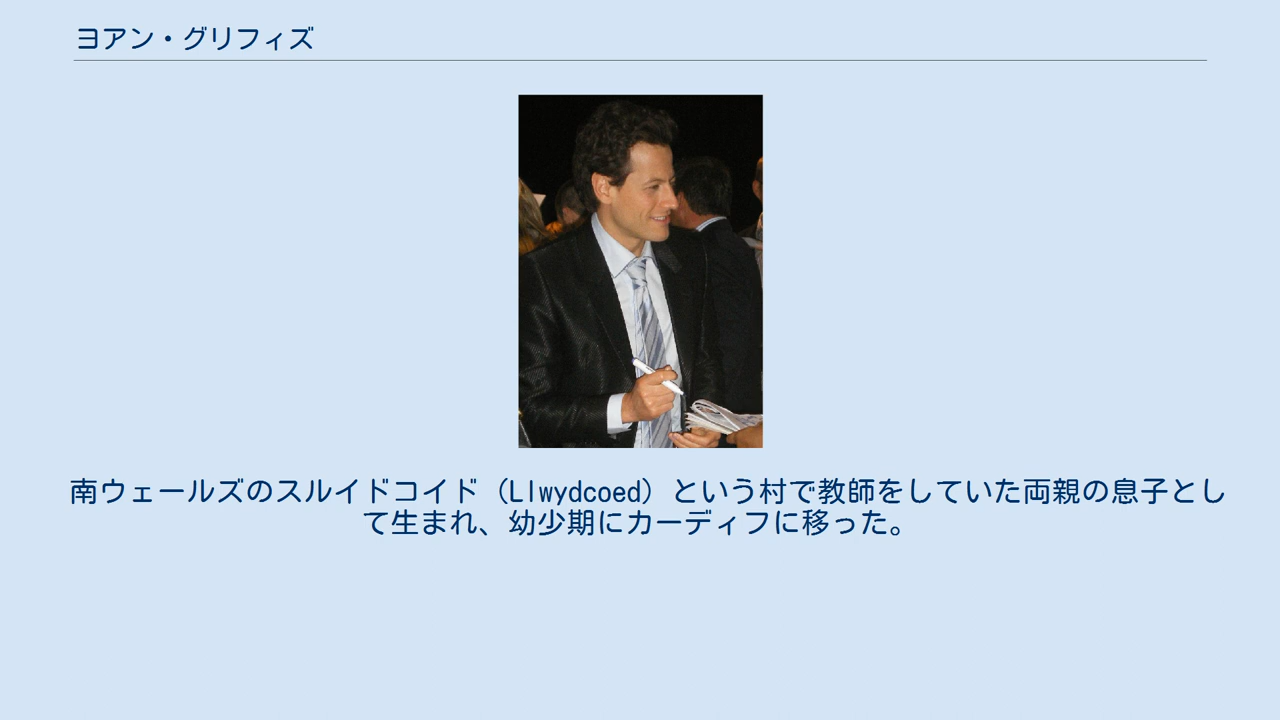 ヨアン・グリフィズ
南ウェールズのスルイドコイド（Llwydcoed）という村で教師をしていた両親の息子とし
て生まれ、幼少期にカーディフに移った。